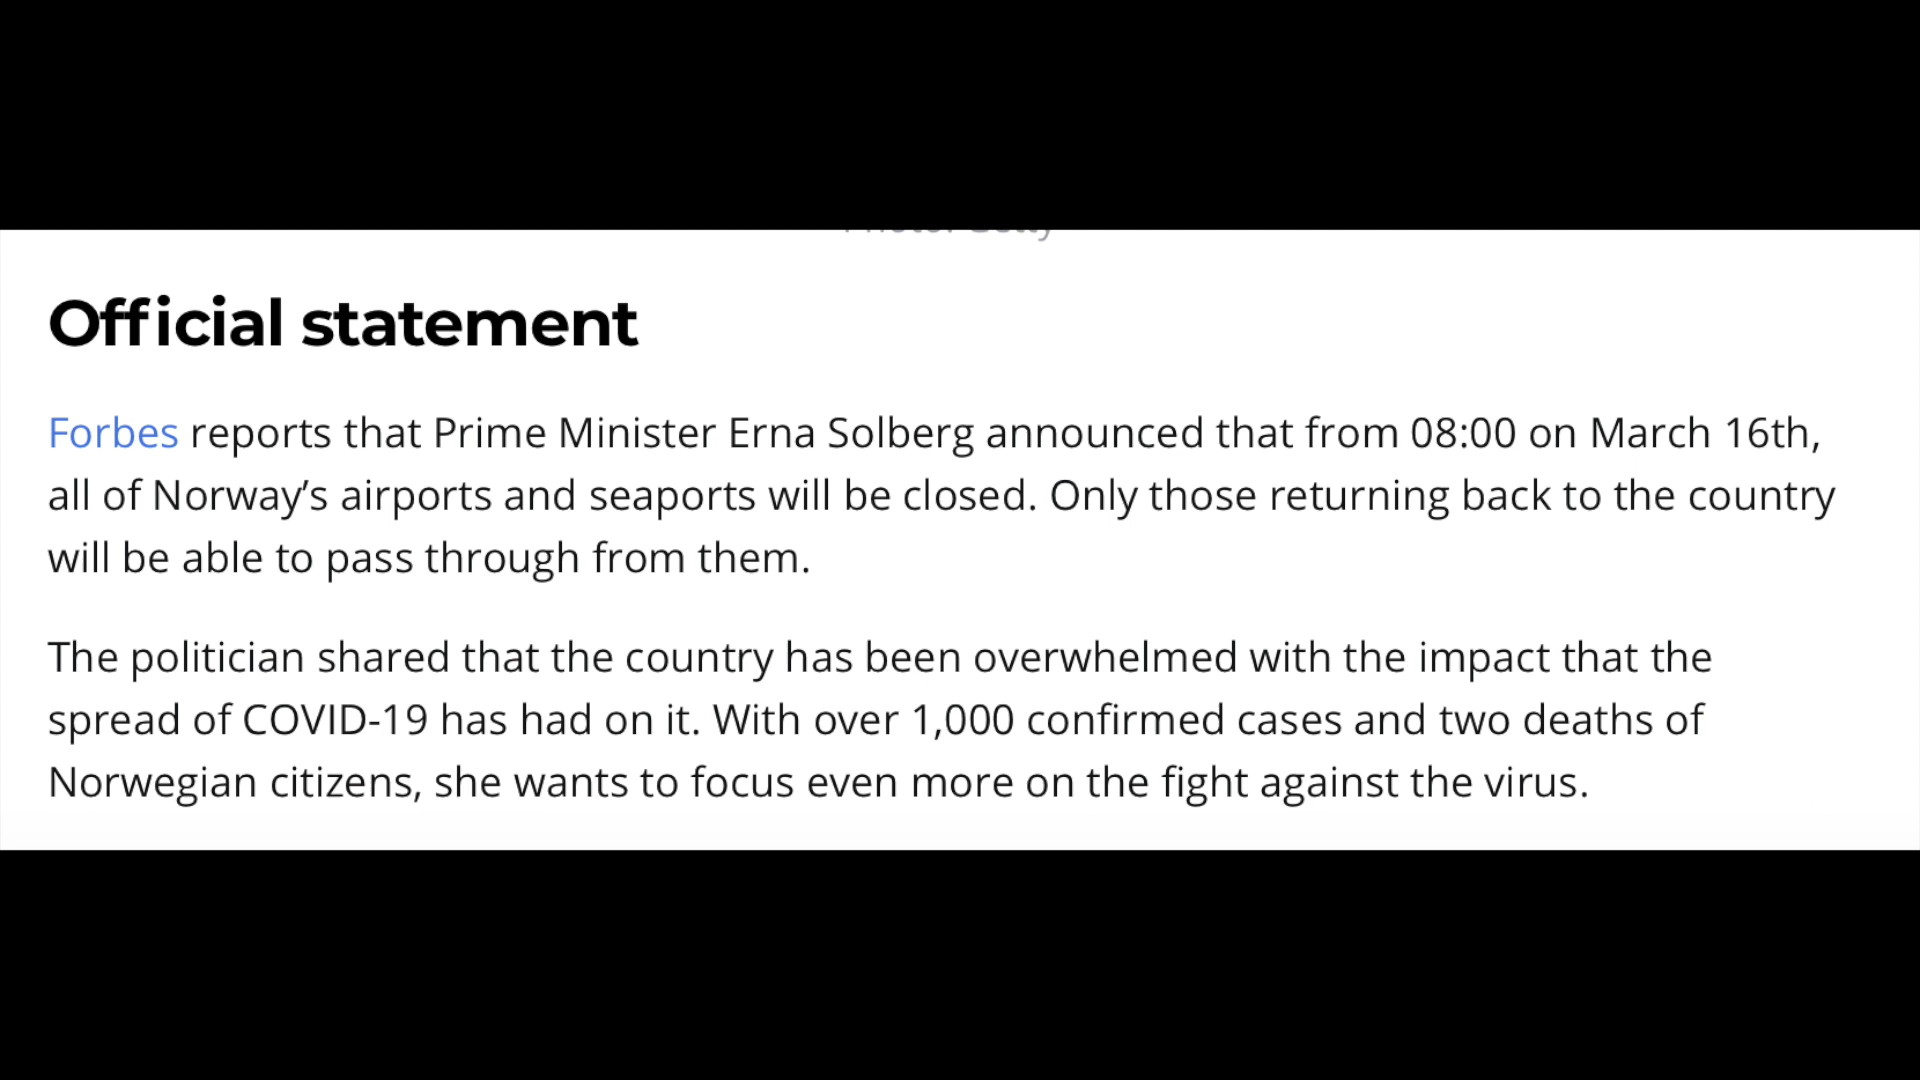 Official statement
Forbes reports that Prime Minister Erna Solberg announced that from 08:00 on March 16th,
all of Norway’s airports and seaports will be closed. Only those returning back to the country
will be able to pass through from them.
The politician shared that the country has been overwhelmed with the impact that the
spread of COVID-19 has had on it. With over 1,000 confirmed cases and two deaths of
Norwegian citizens, she wants to focus even more on the fight against the virus.